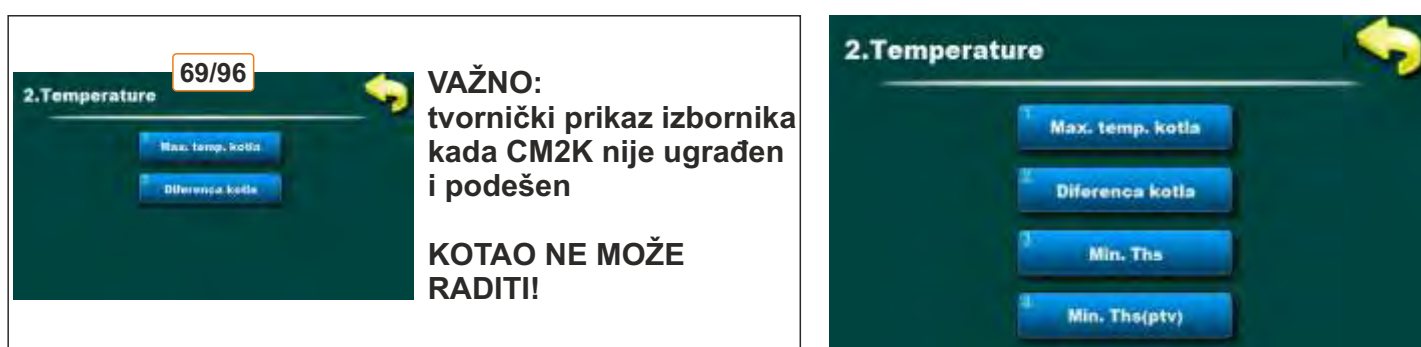 69/96
2.Temperature
1
Max. temp. kotla
2
Diferenca kotla
VAŽNO:
tvornički prikaz izbornika
kada CM2K nije ugrađen
i podešen
KOTAO NE MOŽE
RADITI!
2.Temperature
1
Max. temp. kotla
2
Diferenca kotla
3
Min. Ths
4
Min. Ths(ptv)